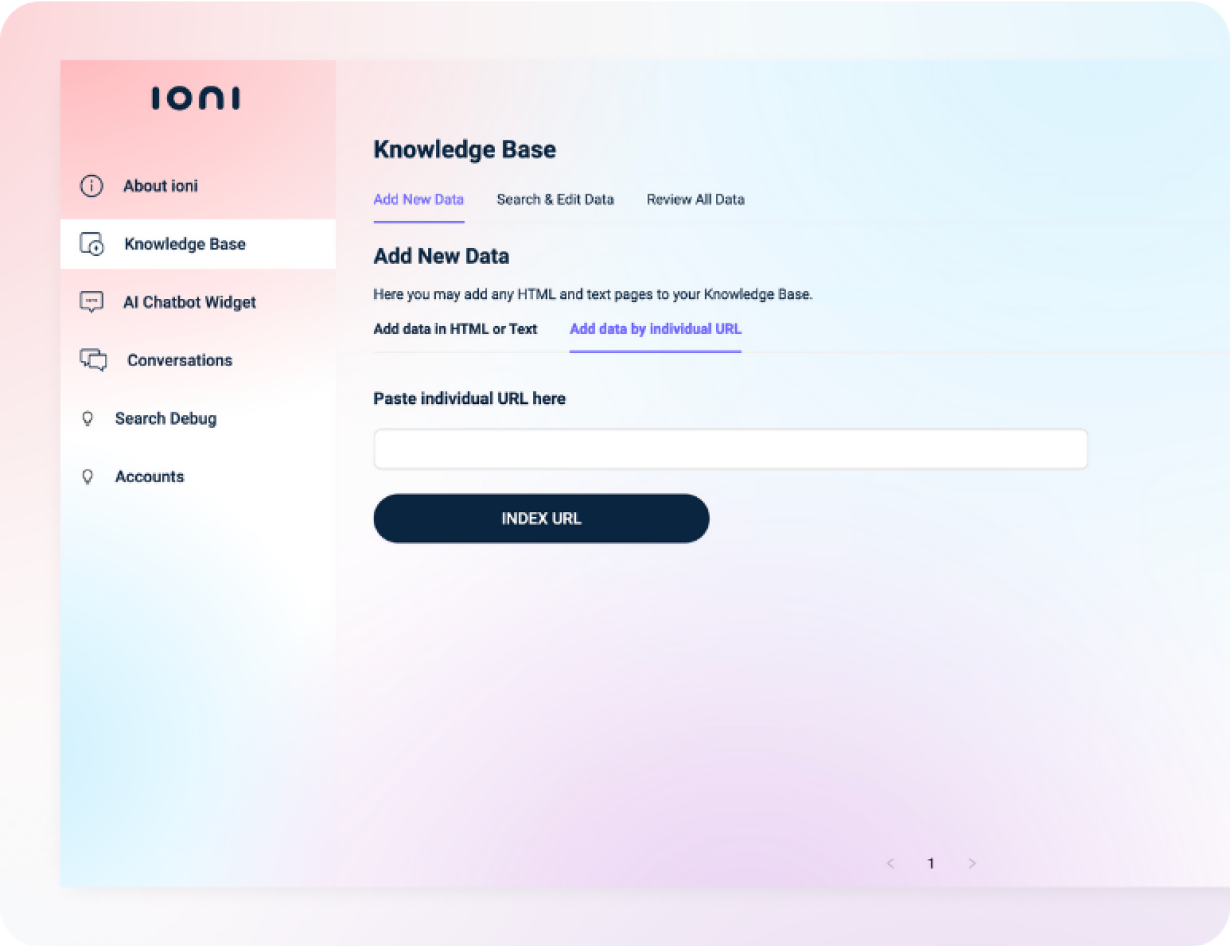 ioni
About ioni
Knowledge Base
AI Chatbot Widget
Conversations
Search Debug
Accounts
Knowledge Base
Add New Data Search & Edit Data Review All Data
Add New Data
Here you may add any HTML and text pages to your Knowledge Base.
Add data in HTML or Text Add data by individual URL
Paste individual URL here
INDEX URL
< 1 >